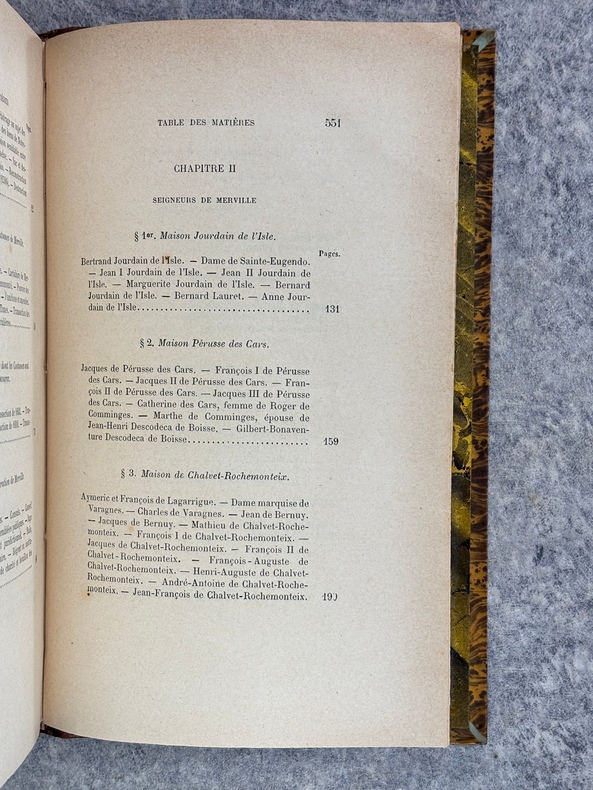 TABLE DES MATIÈRES 551
CHAPITRE II
SEIGNEURS DE MERVILLE
§ 1er. Maison Jourdain de l'Isle.
Pages.
Bertrand Jourdain de l'Isle. — Dame de Sainte-Eugendo.
— Jean I Jourdain de l'Isle. — Jean II Jourdain de
l'Isle. — Marguerite Jourdain de l'Isle. — Bernard
Jourdain de l'Isle. — Bernard Lauret. — Anne Jour-
dain de l'Isle.................................. 131
§ 2. Maison Pérusse des Cars.
Jacques de Pérusse des Cars. — François I de Pérusse
des Cars. — Jacques II de Pérusse des Cars. — Fran-
çois II de Pérusse des Cars. — Jacques III de Pérusse
des Cars. — Catherine des Cars, femme de Roger de
Comminges. — Marthe de Comminges, épouse de
Jean-Henri Descodeca de Boisse. — Gilbert-Bonaven-
ture Descodeca de Boisse........................ 159
§ 3. Maison de Chalvet-Rochemonteix.
Aymeric et François de Lagarrigue. — Dame marquise de
Varagnes. — Charles de Varagnes. — Jean de Bernuy.
— Jacques de Bernuy. — Mathieu de Chalvet-Roche-
monteix. — François I de Chalvet-Rochemonteix. —
Jacques de Chalvet-Rochemonteix. — François II de
Chalvet-Rochemonteix. — François-Auguste de
Chalvet-Rochemonteix. — Henri-Auguste de Chalvet-
Rochemonteix. — André-Antoine de Chalvet-Roche-
monteix. — Jean-François de Chalvet-Rochemonteix.